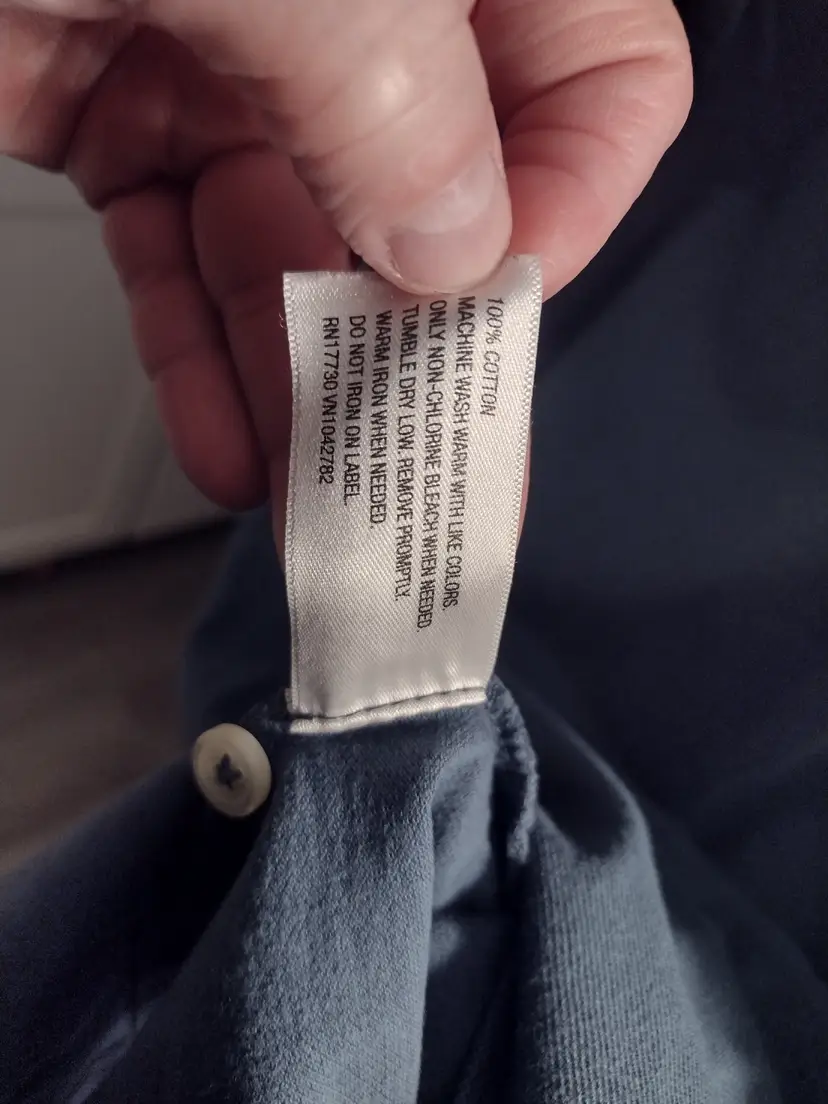 100% COTTON
MACHINE WASH WARM WITH LIKE COLORS.
ONLY NON-CHLORINE BLEACH WHEN NEEDED.
TUMBLE DRY LOW. REMOVE PROMPTLY.
WARM IRON WHEN NEEDED.
DO NOT IRON ON LABEL.
RN17730 VN1042782